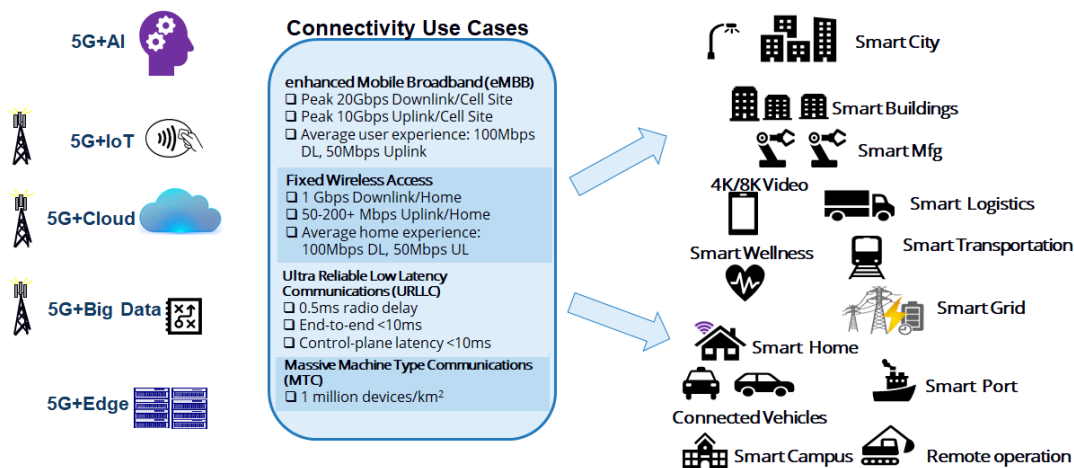 5G+AI
5G+IoT
5G+Cloud
5G+Big Data
5G+Edge
Connectivity Use Cases
enhanced Mobile Broadband (eMBB)
❑ Peak 20Gbps Downlink/Cell Site
❑ Peak 10Gbps Uplink/Cell Site
❑ Average user experience: 100Mbps
DL, 50Mbps Uplink
Fixed Wireless Access
❑ 1 Gbps Downlink/Home
❑ 50-200+ Mbps Uplink/Home
❑ Average home experience:
100Mbps DL, 50Mbps UL
Ultra Reliable Low Latency
Communications (URLLC)
❑ 0.5ms radio delay
❑ End-to-end <10ms
❑ Control-plane latency <10ms
Massive Machine Type Communications
(MTC)
❑ 1 million devices/km²
Smart City
Smart Buildings
Smart Mfg
4K/8K Video
Smart Logistics
Smart Wellness
Smart Transportation
Smart Grid
Smart Home
Smart Port
Connected Vehicles
Smart Campus
Remote operation